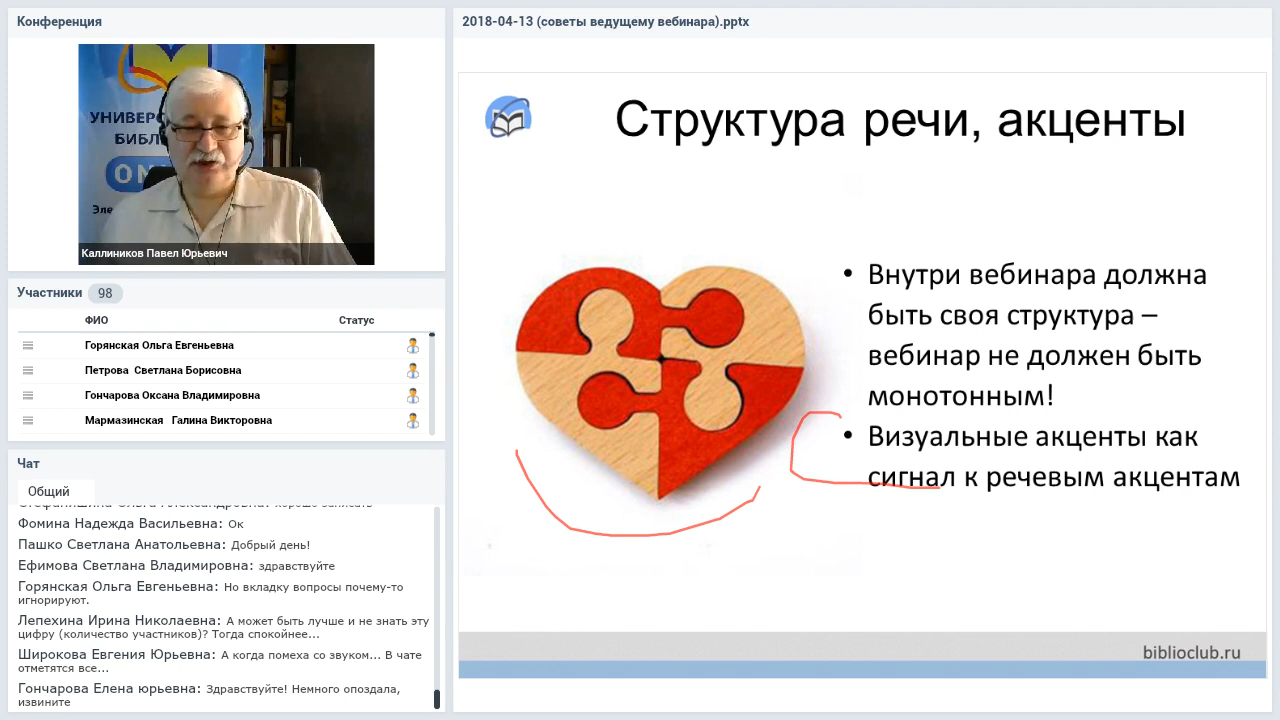 Конференция
УНИВЕР
БИБЛ
Каллиников Павел Юрьевич
Участники 98
ФИО Статус
Горянская Ольга Евгеньевна
Петрова Светлана Борисовна
Гончарова Оксана Владимировна
Мармазинская Галина Викторовна
Чат
Общий
Фомина Надежда Васильевна: Ок
Пашко Светлана Анатольевна: Добрый день!
Ефимова Светлана Владимировна: здравствуйте
Горянская Ольга Евгеньевна: Но вкладку вопросы почему-то
игнорируют.
Лепехина Ирина Николаевна: А может быть лучше и не знать эту
цифру (количество участников)? Тогда спокойнее...
Широкова Евгения Юрьевна: А когда помеха со звуком... В чате
отметятся все...
Гончарова Елена юрьевна: Здравствуйте! Немного опоздала,
извините
2018-04-13 (советы ведущему вебинара).pptx
Структура речи, акценты
• Внутри вебинара должна
быть своя структура –
вебинар не должен быть
монотонным!
• Визуальные акценты как
сигнал к речевым акцентам
biblioclub.ru